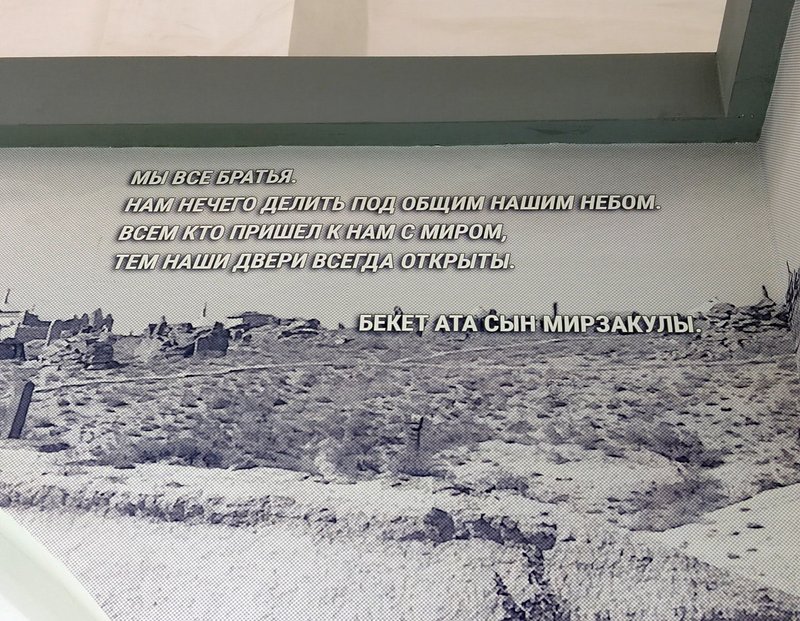 МЫ ВСЕ БРАТЬЯ.
НАМ НЕЧЕГО ДЕЛИТЬ ПОД ОБЩИМ НАШИМ НЕБОМ.
ВСЕМ КТО ПРИШЕЛ К НАМ С МИРОМ,
ТЕМ НАШИ ДВЕРИ ВСЕГДА ОТКРЫТЫ.
БЕКЕТ АТА СЫН МИРЗАКУЛЫ.